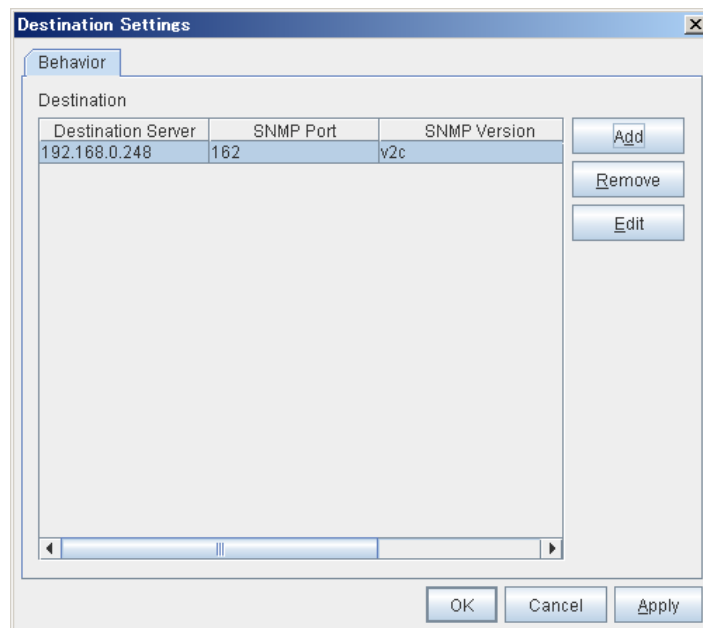 Destination Settings
Behavior
Destination
Destination Server SNMP Port SNMP Version
192.168.0.248 162 v2c
Add
Remove
Edit
OK Cancel Apply